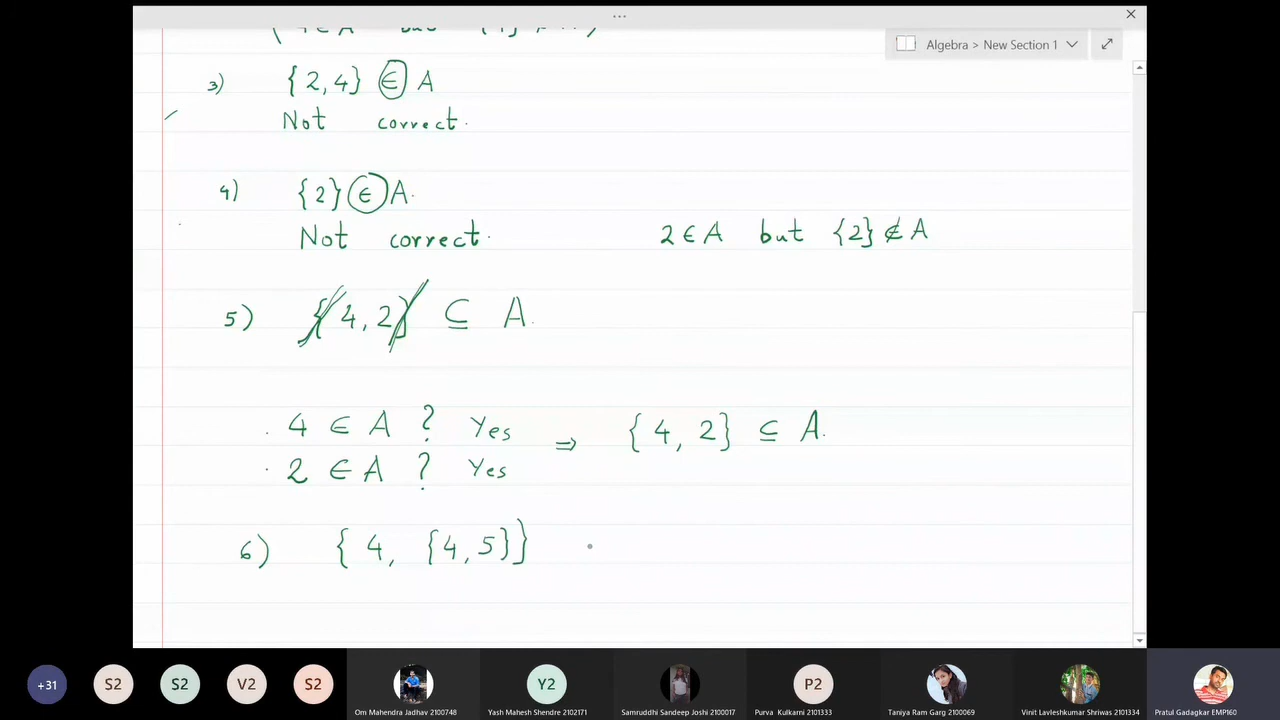 Algebra > New Section 1
3) {2,4} ∈ A
Not correct.
4) {2} ∈ A.
Not correct.
2 ∈ A but {2} ∉ A
5) {4, 2} ⊆ A.
4 ∈ A ? Yes ⇒ {4, 2} ⊆ A.
2 ∈ A ? Yes
6) { 4, {4,5}}
+31
S2
S2
V2
S2
Om Mahendra Jadhav 2100748
Y2
Yash Mahesh Shendre 2102171
Samruddhi Sandeep Joshi 2100017
P2
Purva Kulkarni 2101333
Taniya Ram Garg 2100069
Vinit Lavleshkumar Shriwas 2101334
Pratul Gadagkar EMP160